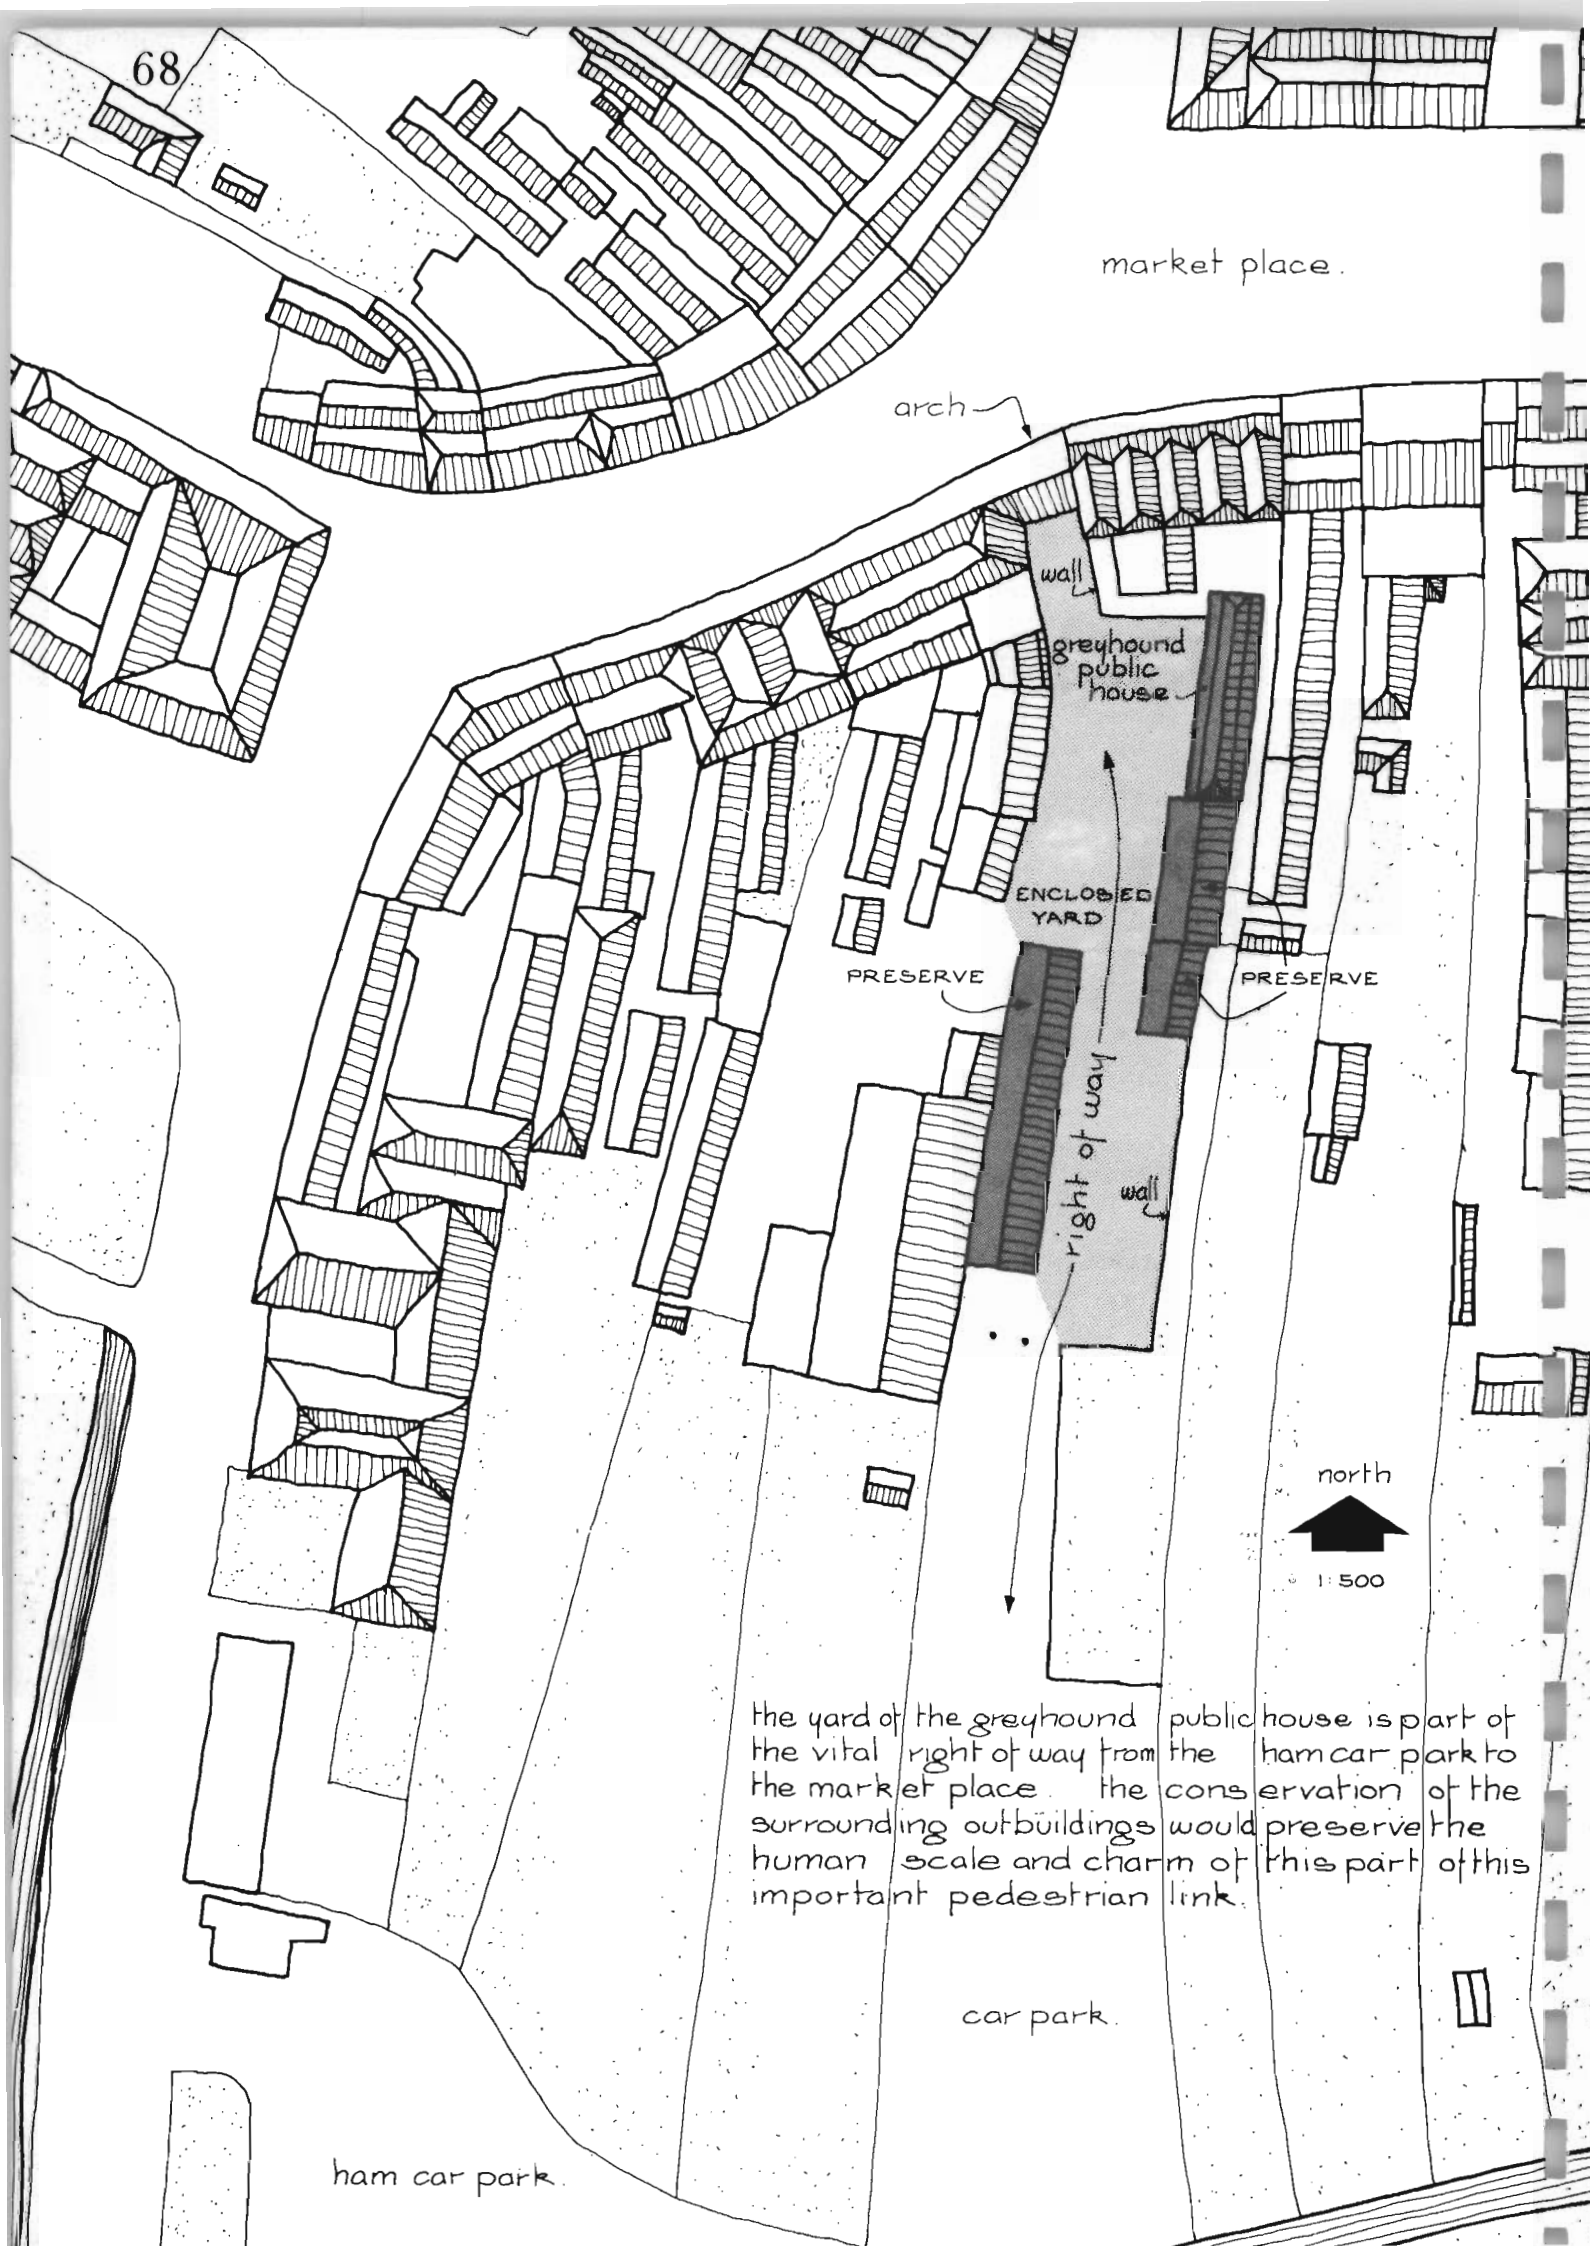 68
market place.
arch
wall
greyhound
public
house
ENCLOSED
YARD
PRESERVE
PRESERVE
right of way
wall
north
1:500
the yard of the greyhound public house is part of
the vital right of way from the ham car park to
the market place. the conservation of the
surrounding outbuildings would preserve the
human scale and charm of this part of this
important pedestrian link.
car park.
ham car park.